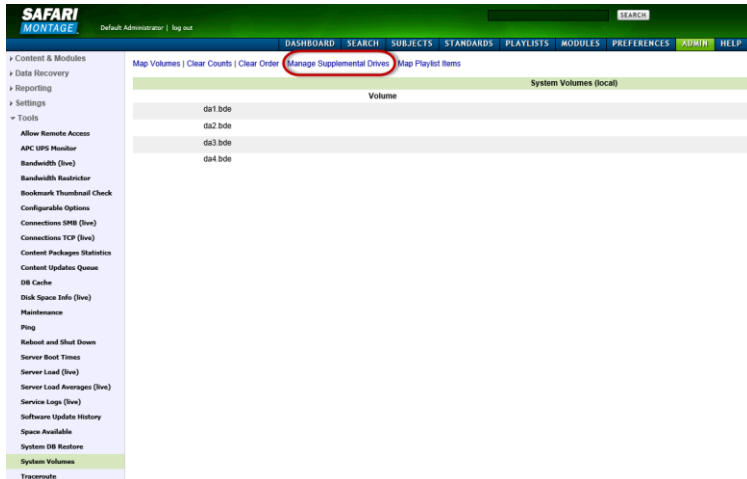 SAFARI
MONTAGE
Default Administrator | log out
SEARCH
DASHBOARD SEARCH SUBJECTS STANDARDS PLAYLISTS MODULES PREFERENCES ADMIN HELP
Content & Modules
Data Recovery
Reporting
Settings
Tools
Allow Remote Access
APC UPS Monitor
Bandwidth (live)
Bandwidth Restrictor
Bookmark Thumbnail Check
Configurable Options
Connections SMB (live)
Connections TCP (live)
Content Packages Statistics
Content Updates Queue
DB Cache
Disk Space Info (live)
Maintenance
Ping
Reboot and Shut Down
Server Boot Times
Server Load (live)
Server Load Averages (live)
Service Logs (live)
Software Update History
Space Available
System DB Restore
System Volumes
Traceroute
Map Volumes | Clear Counts | Clear Order | Manage Supplemental Drives | Map Playlist Items
System Volumes (local)
Volume
da1.bde
da2.bde
da3.bde
da4.bde